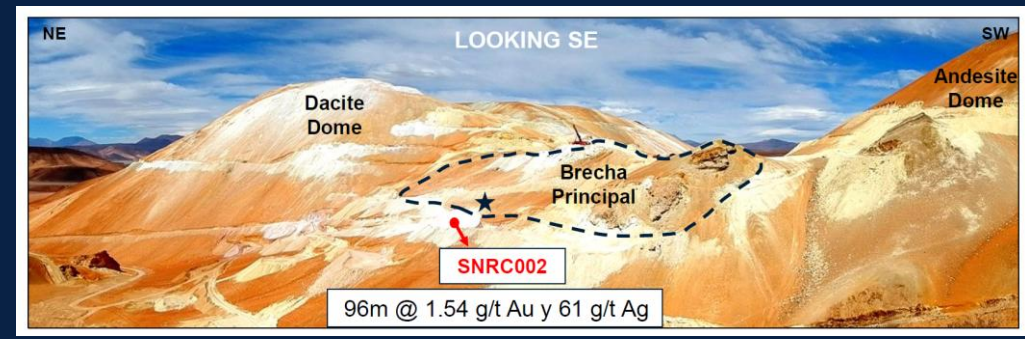 NE
LOOKING SE
SW
Dacite
Dome
Andesite
Dome
Brecha
Principal
SNRC002
96m @ 1.54 g/t Au y 61 g/t Ag